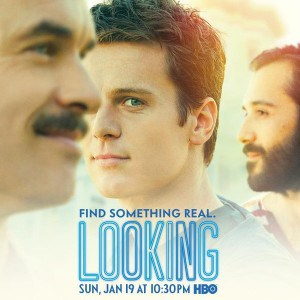 FIND SOMETHING REAL.
LOOKING
SUN, JAN 19 AT 10:30PM HBO